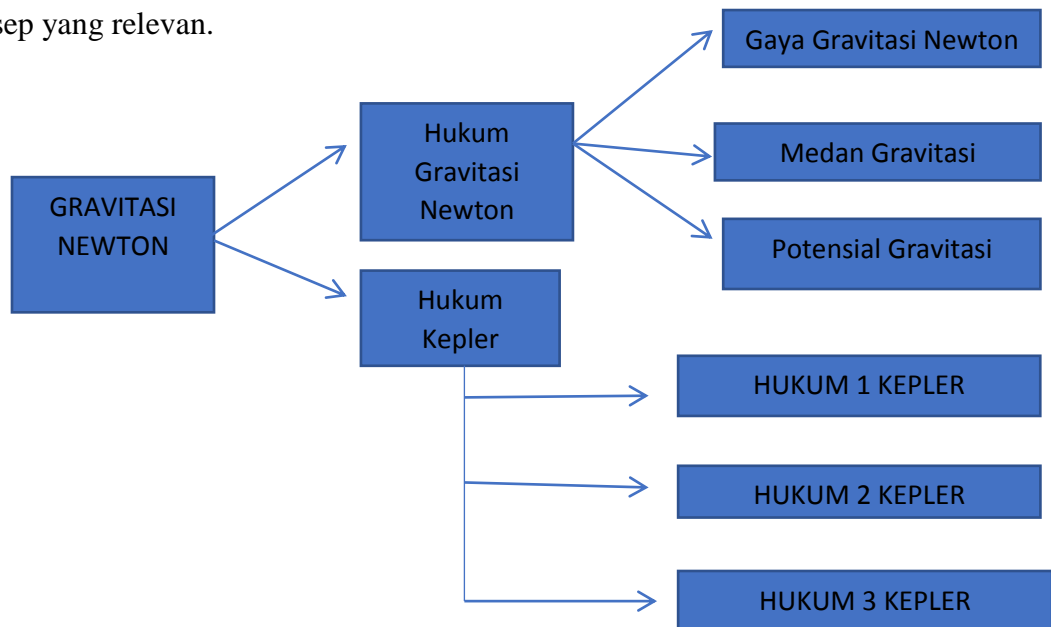 sep yang relevan.
GRAVITASI
NEWTON
Hukum
Gravitasi
Newton
Gaya Gravitasi Newton
Medan Gravitasi
Potensial Gravitasi
Hukum
Kepler
HUKUM 1 KEPLER
HUKUM 2 KEPLER
HUKUM 3 KEPLER